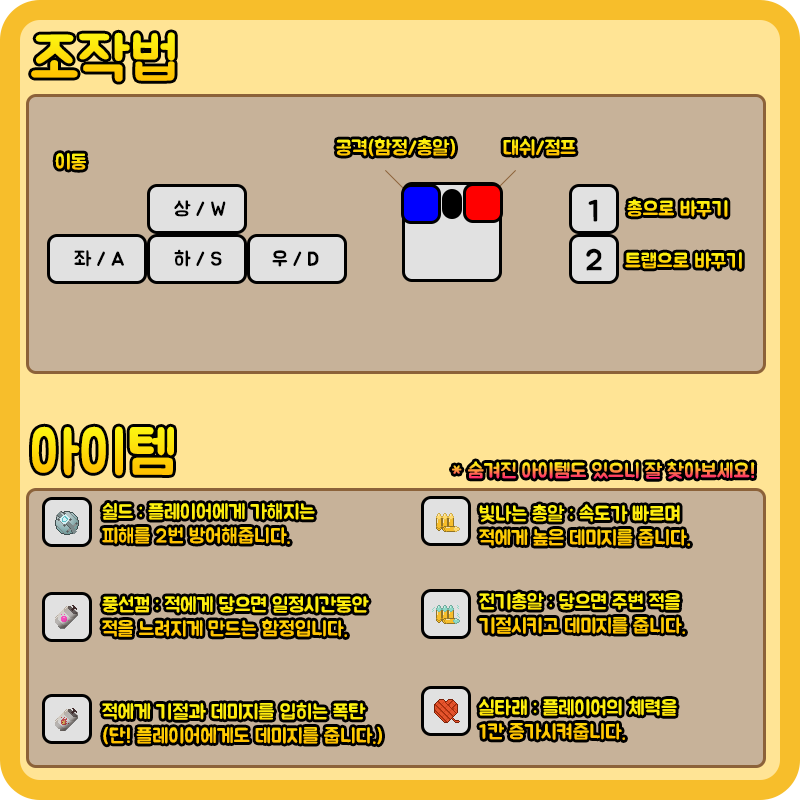 조작법
이동
공격(함정/총알)
대쉬/점프
상 / W
좌 / A
하 / S
우 / D
1
총으로 바꾸기
2
트랩으로 바꾸기
아이템
* 숨겨진 아이템도 있으니 잘 찾아보세요!
쉴드 : 플레이어에게 가해지는
피해를 2번 방어해줍니다.
빛나는 총알 : 속도가 빠르며
적에게 높은 데미지를 줍니다.
풍선껌 : 적에게 닿으면 일정시간동안
적을 느려지게 만드는 함정입니다.
전기총알 : 닿으면 주변 적을
기절시키고 데미지를 줍니다.
적에게 기절과 데미지를 입히는 폭탄
(단! 플레이어에게도 데미지를 줍니다.)
실타래 : 플레이어의 체력을
1칸 증가시켜줍니다.